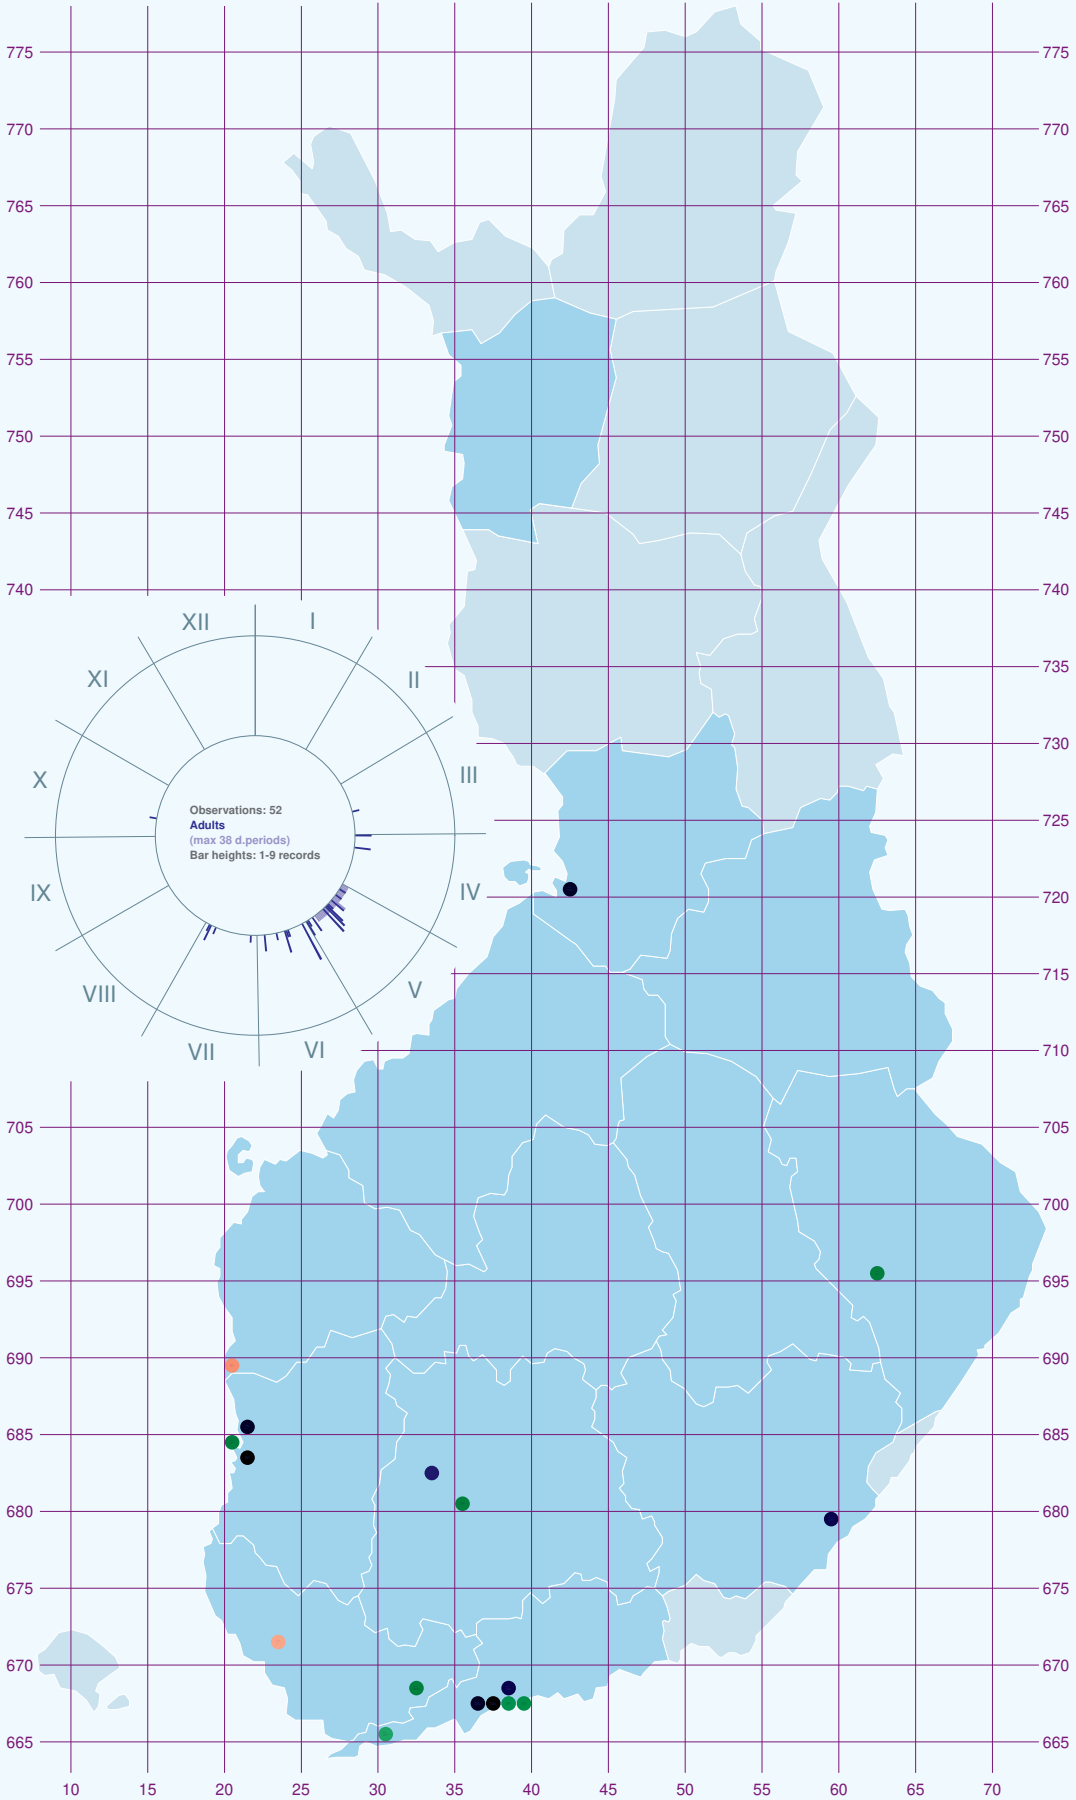 775 775
770 770
765 765
760 760
755 755
750 750
745 745
740 740
XII I
735
XI II
730
X III
Observations: 52
Adults
(max 38 d.periods)
Bar heights: 1-9 records
725
IX IV
720
VIII V
715
VII VI
710
705 705
700 700
695 695
690 690
685 685
680 680
675 675
670 670
665 665
10 15 20 25 30 35 40 45 50 55 60 65 70